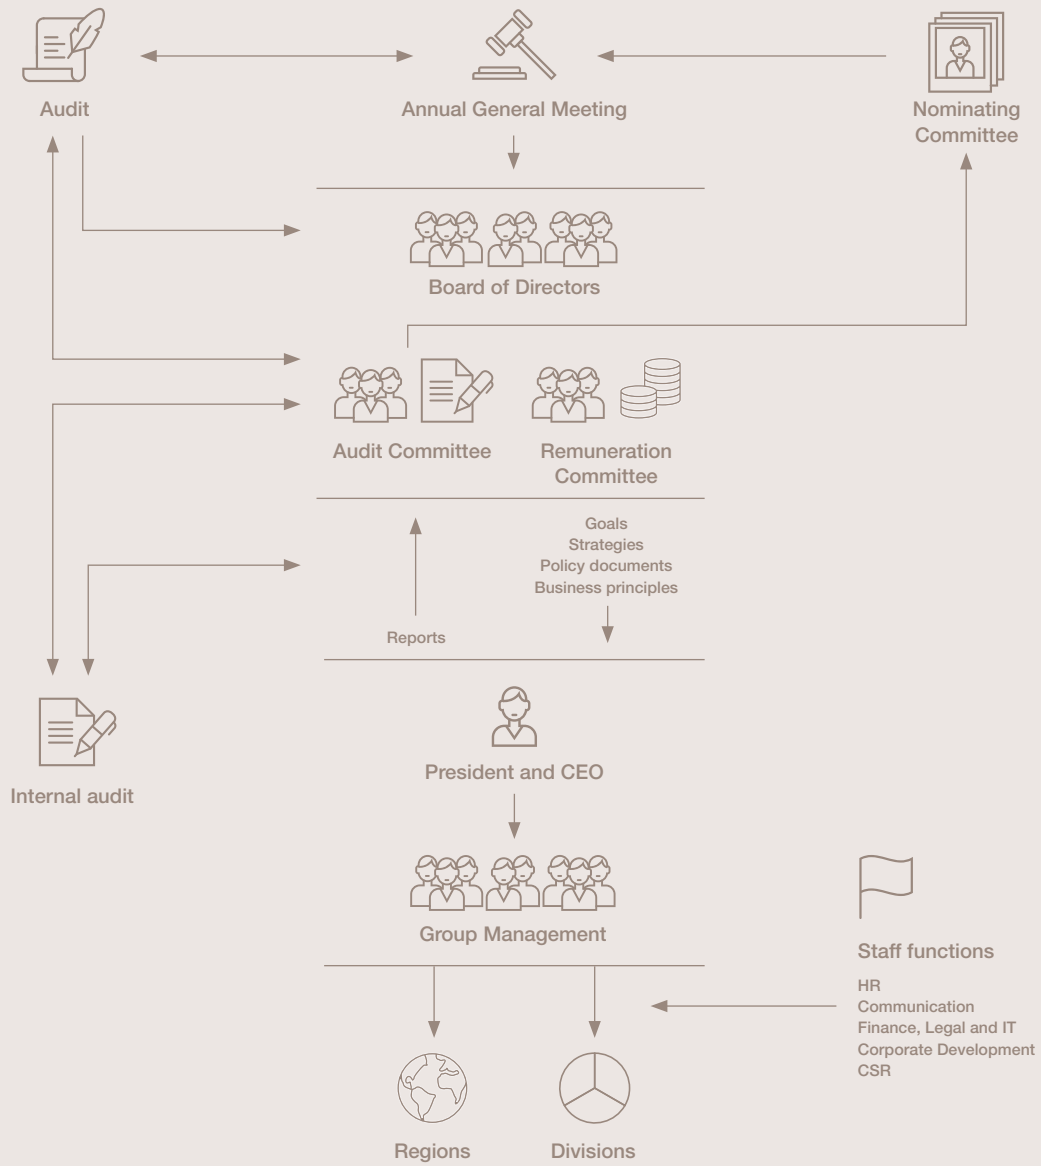 Audit
Annual General Meeting
Nominating
Committee
Board of Directors
Audit Committee
Remuneration
Committee
Goals
Strategies
Policy documents
Business principles
Reports
President and CEO
Internal audit
Group Management
Staff functions
HR
Communication
Finance, Legal and IT
Corporate Development
CSR
Regions
Divisions